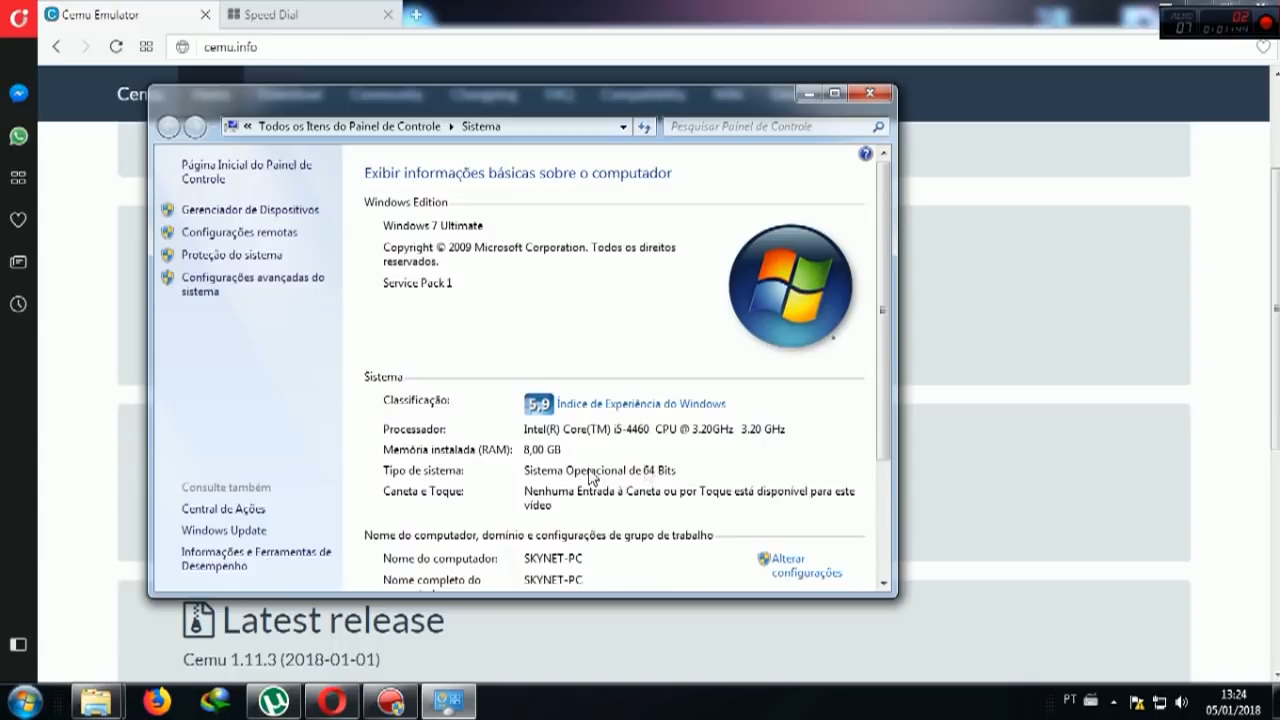 Cemu Emulator
Speed Dial
cemu.info
02
07
Cem
« Todos os Itens do Painel de Controle
Sistema
Pesquisar Painel de Controle
Página Inicial do Painel de
Controle
Gerenciador de Dispositivos
Configurações remotas
Proteção do sistema
Configurações avançadas do
sistema
Consulte também
Central de Ações
Windows Update
Informações e Ferramentas de
Desempenho
Exibir informações básicas sobre o computador
Windows Edition
Windows 7 Ultimate
Copyright © 2009 Microsoft Corporation. Todos os direitos
reservados.
Service Pack 1
Sistema
Classificação:
5,9 Índice de Experiência do Windows
Processador:
Intel(R) Core(TM) i5-4460 CPU @ 3.20GHz 3.20 GHz
Memória instalada (RAM):
8,00 GB
Tipo de sistema:
Sistema Operacional de 64 Bits
Caneta e Toque:
Nenhuma Entrada à Caneta ou por Toque está disponível para este
vídeo
Nome do computador, domínio e configurações de grupo de trabalho
Nome do computador:
SKYNET-PC
Alterar
configurações
Nome completo do
SKYNET-PC
Latest release
Cemu 1.11.3 (2018-01-01)
PT
13:24
05/01/2018